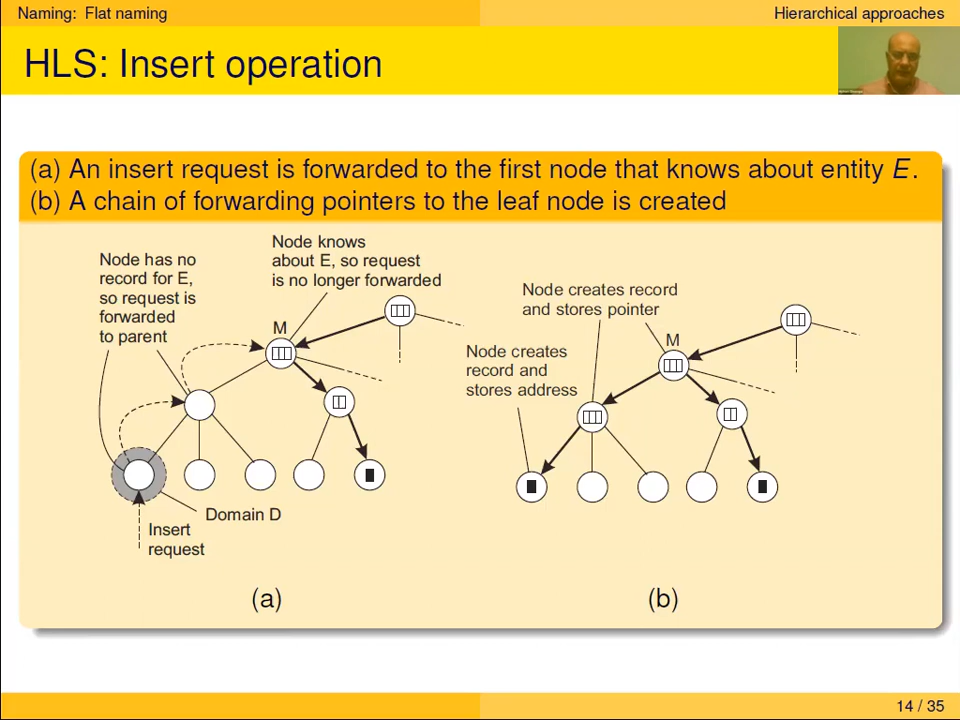 Naming: Flat naming
Hierarchical approaches
HLS: Insert operation
(a) An insert request is forwarded to the first node that knows about entity E.
(b) A chain of forwarding pointers to the leaf node is created
Node has no
record for E,
so request is
forwarded
to parent
Node knows
about E, so request
is no longer forwarded
M
Domain D
Insert
request
(a)
Node creates record
and stores pointer
M
Node creates
record and
stores address
(b)
14 / 35